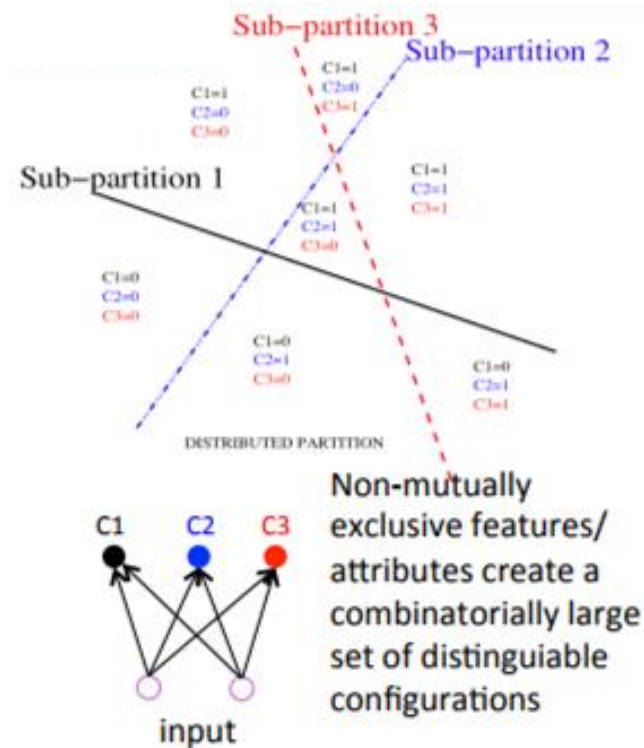 Sub-partition 3
Sub-partition 2
C1=1
C2=0
C3=0
C1=1
C2=0
C3=1
Sub-partition 1
C1=1
C2=1
C3=1
C1=1
C2=1
C3=0
C1=0
C2=0
C3=0
C1=0
C2=1
C3=0
C1=0
C2=1
C3=1
DISTRIBUTED PARTITION
C1
C2
C3
input
Non-mutually
exclusive features/
attributes create a
combinatorially large
set of distinguiable
configurations